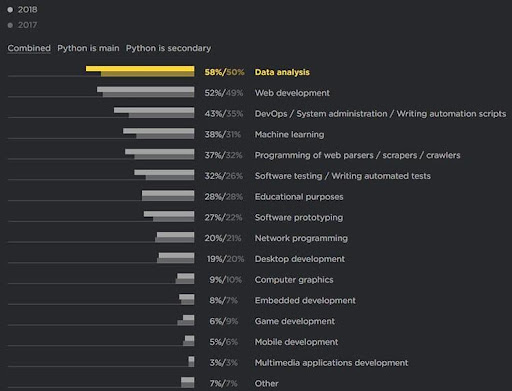 2018
2017
Combined Python is main Python is secondary
58%/50% Data analysis
52%/49% Web development
43%/35% DevOps / System administration / Writing automation scripts
38%/31% Machine learning
37%/32% Programming of web parsers / scrapers / crawlers
32%/26% Software testing / Writing automated tests
28%/28% Educational purposes
27%/22% Software prototyping
20%/21% Network programming
19%/20% Desktop development
9%/10% Computer graphics
8%/7% Embedded development
6%/9% Game development
5%/6% Mobile development
3%/3% Multimedia applications development
7%/7% Other